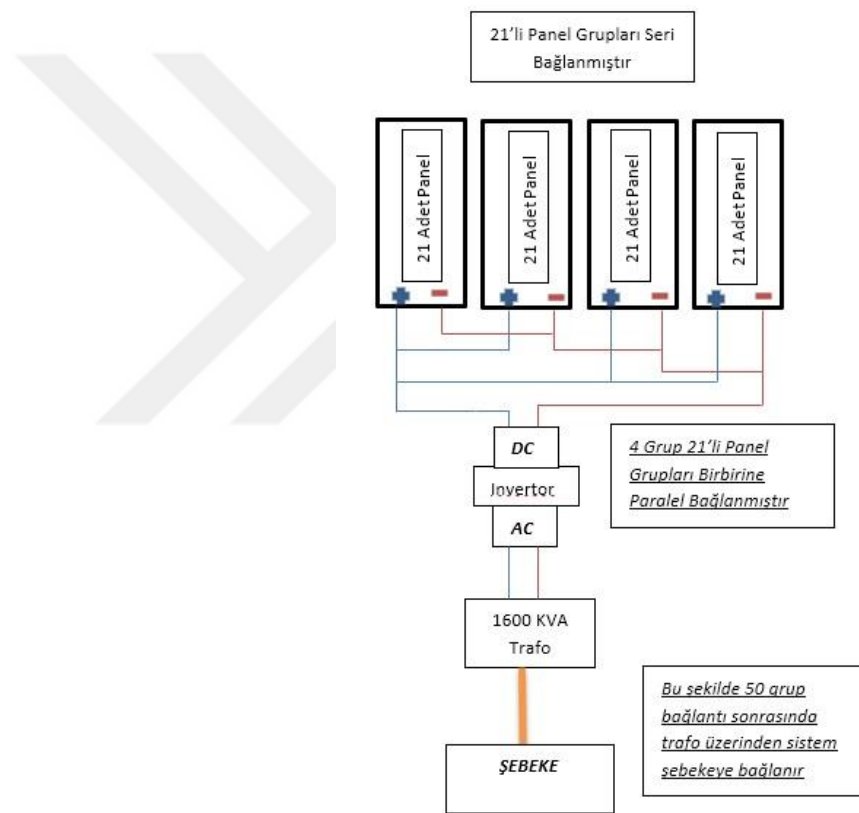 21'li Panel Grupları Seri
Bağlanmıştır
21 Adet Panel
21 Adet Panel
21 Adet Panel
21 Adet Panel
DC
4 Grup 21'li Panel
Grupları Birbirine
Paralel Bağlanmıştır
İnvertor
AC
1600 KVA
Trafo
Bu şekilde 50 grup
bağlantı sonrasında
trafo üzerinden sistem
şebekeye bağlanır
ŞEBEKE